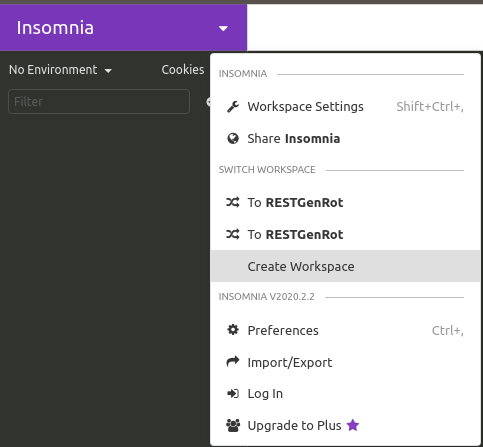 Insomnia
No Environment Cookies
Filter
INSOMNIA
Workspace Settings Shift+Ctrl+,
Share Insomnia
SWITCH WORKSPACE
To RESTGenRot
To RESTGenRot
Create Workspace
INSOMNIA V2020.2.2
Preferences Ctrl+,
Import/Export
Log In
Upgrade to Plus